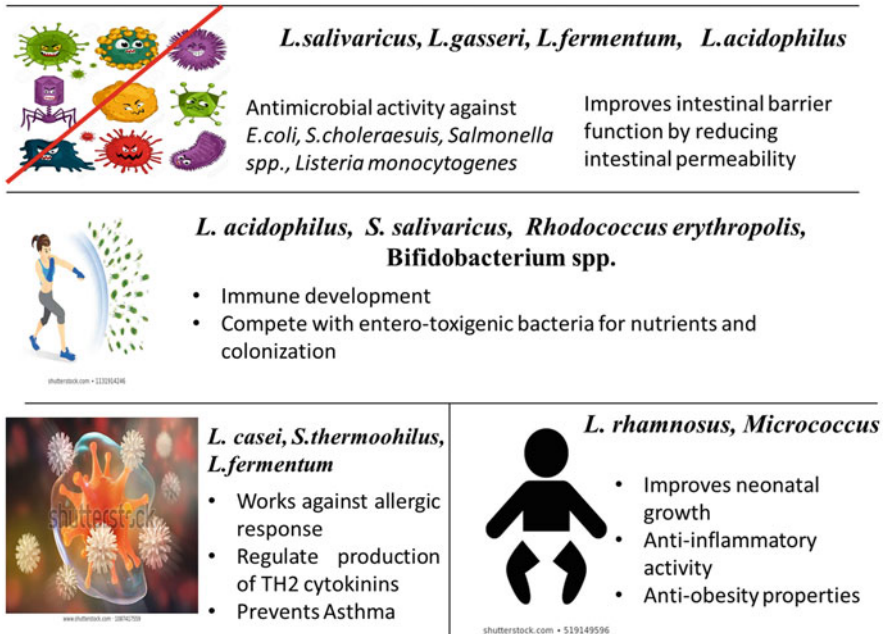 L.salivaricus, L.gasseri, L.fermentum, L.acidophilus
Antimicrobial activity against
E.coli, S.choleraesuis, Salmonella
spp., Listeria monocytogenes
Improves intestinal barrier
function by reducing
intestinal permeability
L. acidophilus, S. salivaricus, Rhodococcus erythropolis,
Bifidobacterium spp.
• Immune development
• Compete with entero-toxigenic bacteria for nutrients and
colonization
shutterstock.com • 1131914246
L. casei, S.thermoohilus,
L.fermentum
• Works against allergic
response
• Regulate production
of TH2 cytokinins
• Prevents Asthma
shutterstock
L. rhamnosus, Micrococcus
• Improves neonatal
growth
• Anti-inflammatory
activity
• Anti-obesity properties
shutterstock.com • 519149596